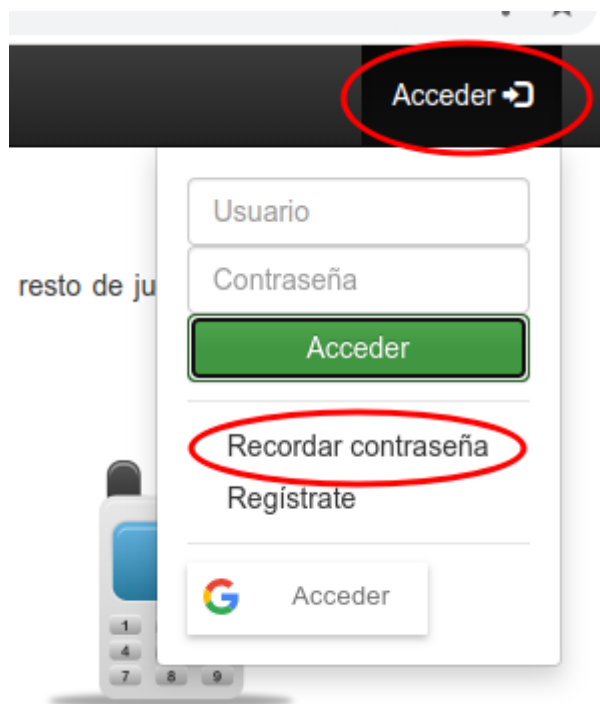 Acceder
Usuario
resto de ju
Contraseña
Acceder
Recordar contraseña
Regístrate
Acceder
1
4
7 8 9